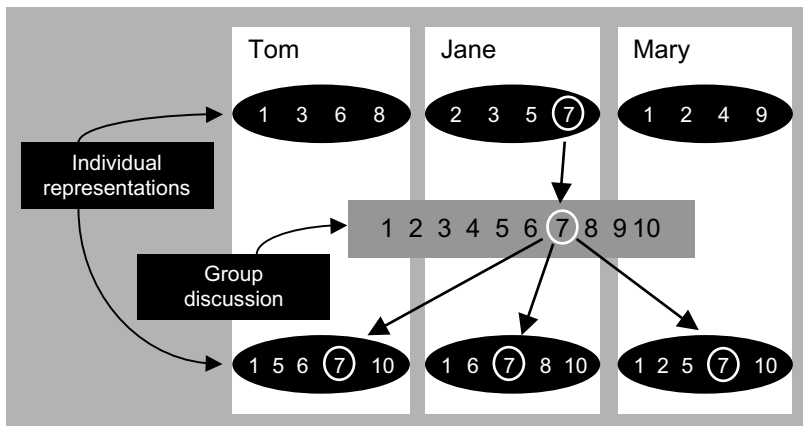 Tom Jane Mary
1 3 6 8 2 3 5 7 1 2 4 9
Individual
representations
1 2 3 4 5 6 7 8 9 10
Group
discussion
1 5 6 7 10 1 6 7 8 10 1 2 5 7 10